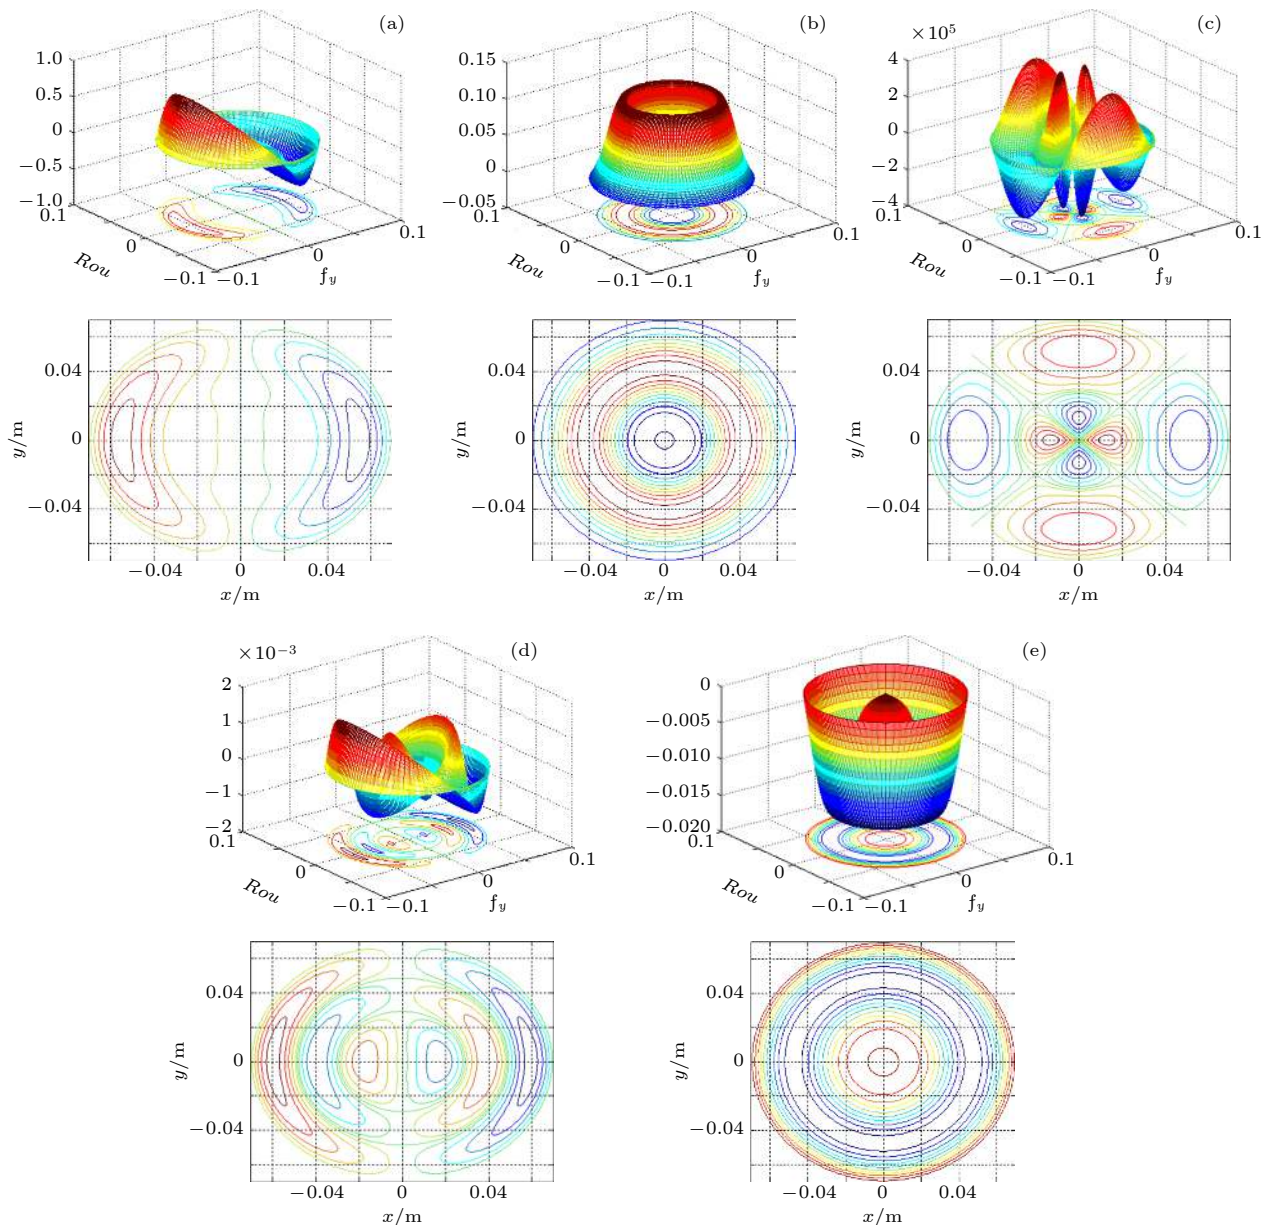 (a)
1.0
0.5
0
−0.5
−1.0
0.1
0
−0.1
Rou
−0.1
0
0.1
f_y
(b)
0.15
0.10
0.05
0
−0.05
0.1
0
−0.1
Rou
−0.1
0
0.1
f_y
(c)
×10⁵
4
2
0
−2
−4
0.1
0
−0.1
Rou
−0.1
0
0.1
f_y
0.04
0
−0.04
y/m
−0.04 0 0.04
x/m
0.04
0
−0.04
y/m
−0.04 0 0.04
x/m
0.04
0
−0.04
y/m
−0.04 0 0.04
x/m
(d)
×10⁻³
2
1
0
−1
−2
0.1
0
−0.1
Rou
−0.1
0
0.1
f_y
(e)
0
−0.005
−0.010
−0.015
−0.020
0.1
0
−0.1
Rou
−0.1
0
0.1
f_y
0.04
0
−0.04
y/m
−0.04 0 0.04
x/m
0.04
0
−0.04
y/m
−0.04 0 0.04
x/m